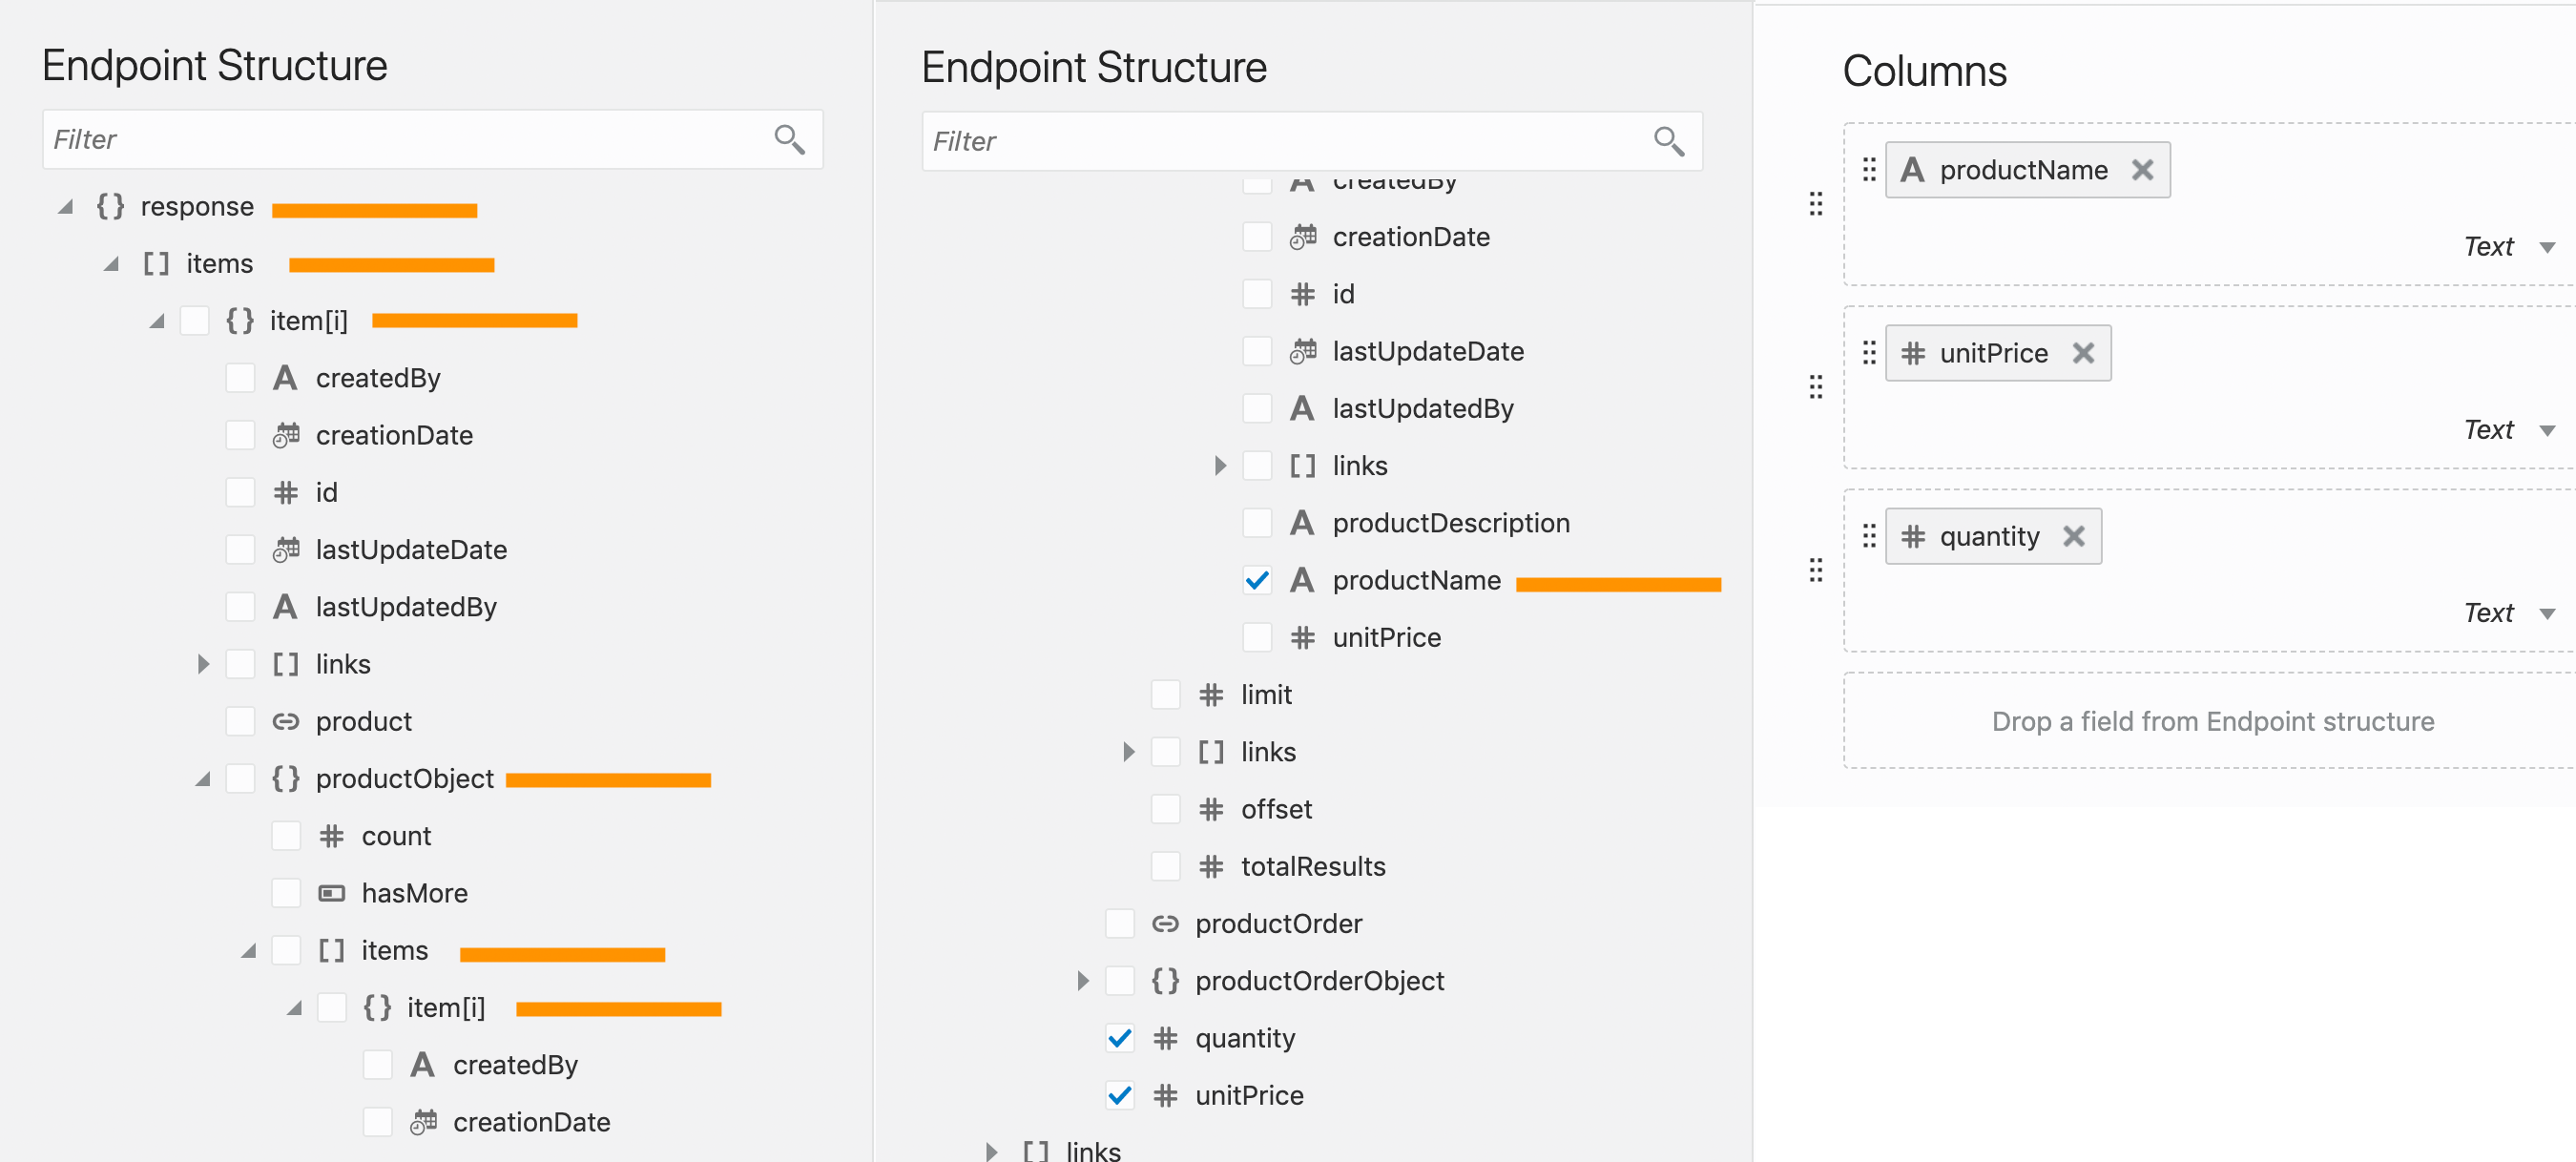 Endpoint Structure
Filter
response
items
item[i]
createdBy
creationDate
id
lastUpdateDate
lastUpdatedBy
links
product
productObject
count
hasMore
items
item[i]
createdBy
creationDate
Endpoint Structure
Filter
createdBy
creationDate
id
lastUpdateDate
lastUpdatedBy
links
productDescription
productName
unitPrice
limit
links
offset
totalResults
productOrder
productOrderObject
quantity
unitPrice
links
Columns
productName
Text
unitPrice
Text
quantity
Text
Drop a field from Endpoint structure